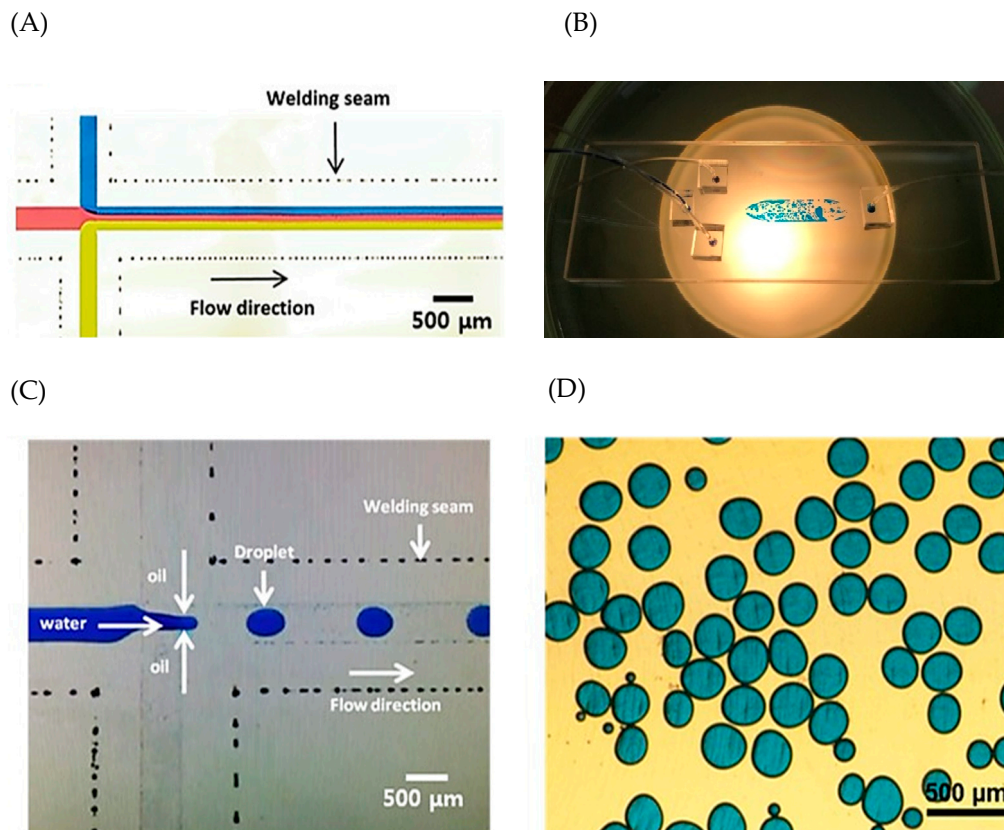 (A)
(B)
Welding seam
Flow direction
500 µm
(C)
(D)
Welding seam
Droplet
oil
water
oil
Flow direction
500 µm
500 µm